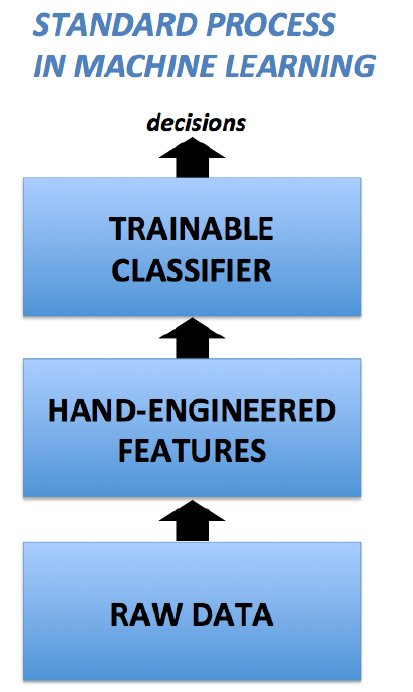 STANDARD PROCESS
IN MACHINE LEARNING
decisions
TRAINABLE
CLASSIFIER
HAND-ENGINEERED
FEATURES
RAW DATA